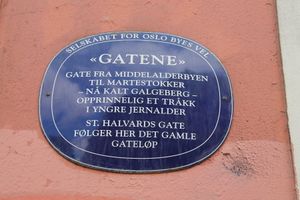 SELSKABET FOR OSLO BYES VEL
«GATENE»
GATE FRA MIDDELALDERBYEN
TIL MARTESTOKKER
– NÅ KALT GALGEBERG –
OPPRINNELIG ET TRÅKK
I YNGRE JERNALDER
ST. HALVARDS GATE
FØLGER HER DET GAMLE
GATELØP